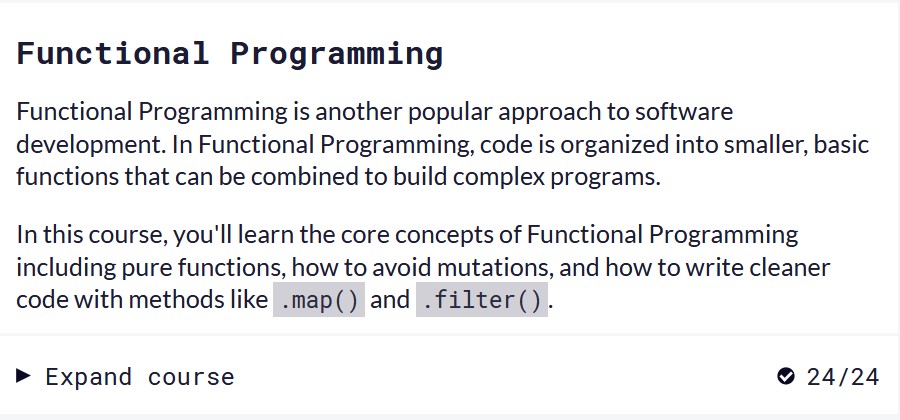 Functional Programming
Functional Programming is another popular approach to software
development. In Functional Programming, code is organized into smaller, basic
functions that can be combined to build complex programs.
In this course, you'll learn the core concepts of Functional Programming
including pure functions, how to avoid mutations, and how to write cleaner
code with methods like .map() and .filter().
Expand course
24/24